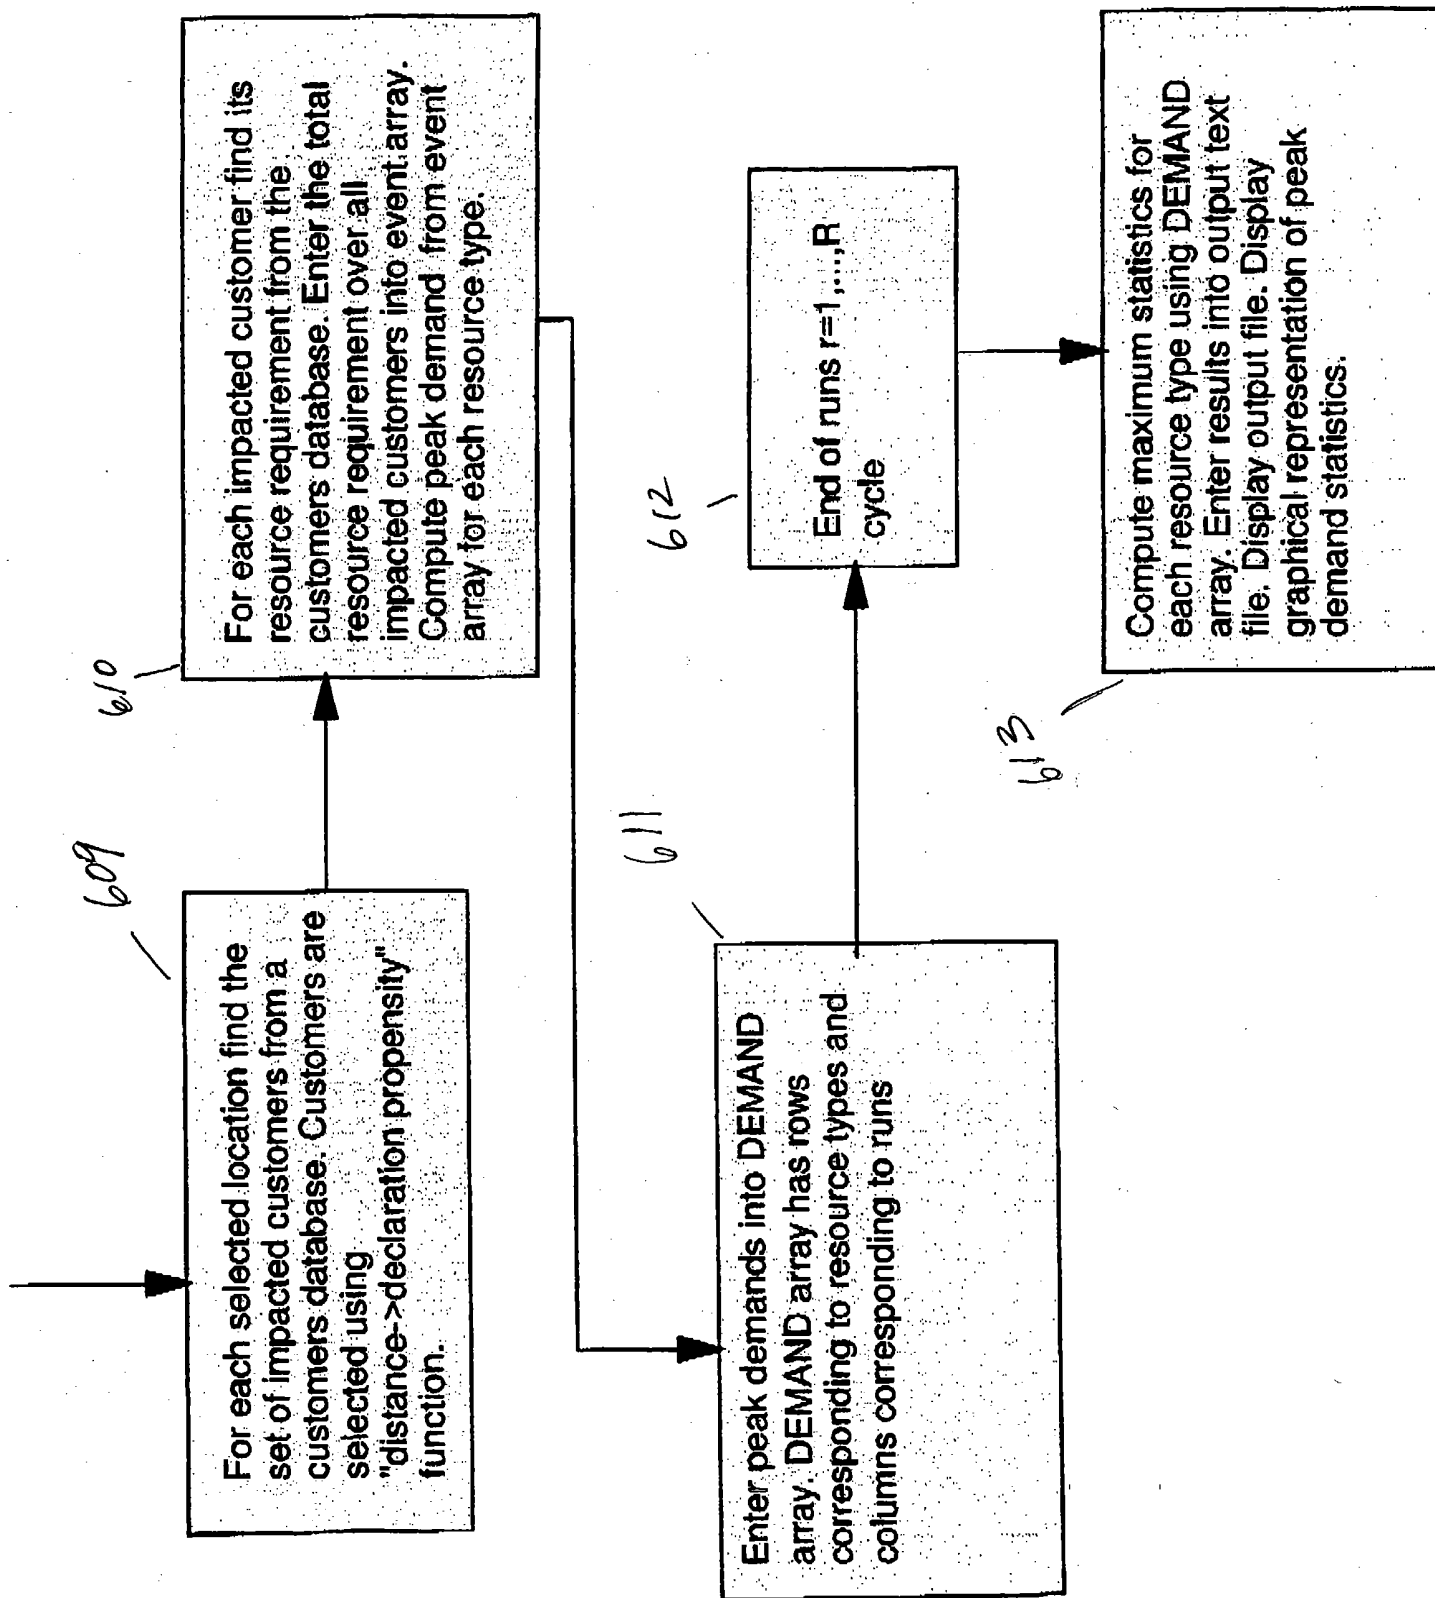 609
For each selected location find the
set of impacted customers from a
customers database. Customers are
selected using
"distance->declaration propensity"
function.
610
For each impacted customer find its
resource requirement from the
customers database. Enter the total
resource requirement over all
impacted customers into event array.
Compute peak demand from event
array for each resource type.
611
Enter peak demands into DEMAND
array. DEMAND array has rows
corresponding to resource types and
columns corresponding to runs
612
End of runs r=1,...,R
cycle
613
Compute maximum statistics for
each resource type using DEMAND
array. Enter results into output text
file. Display output file. Display
graphical representation of peak
demand statistics.